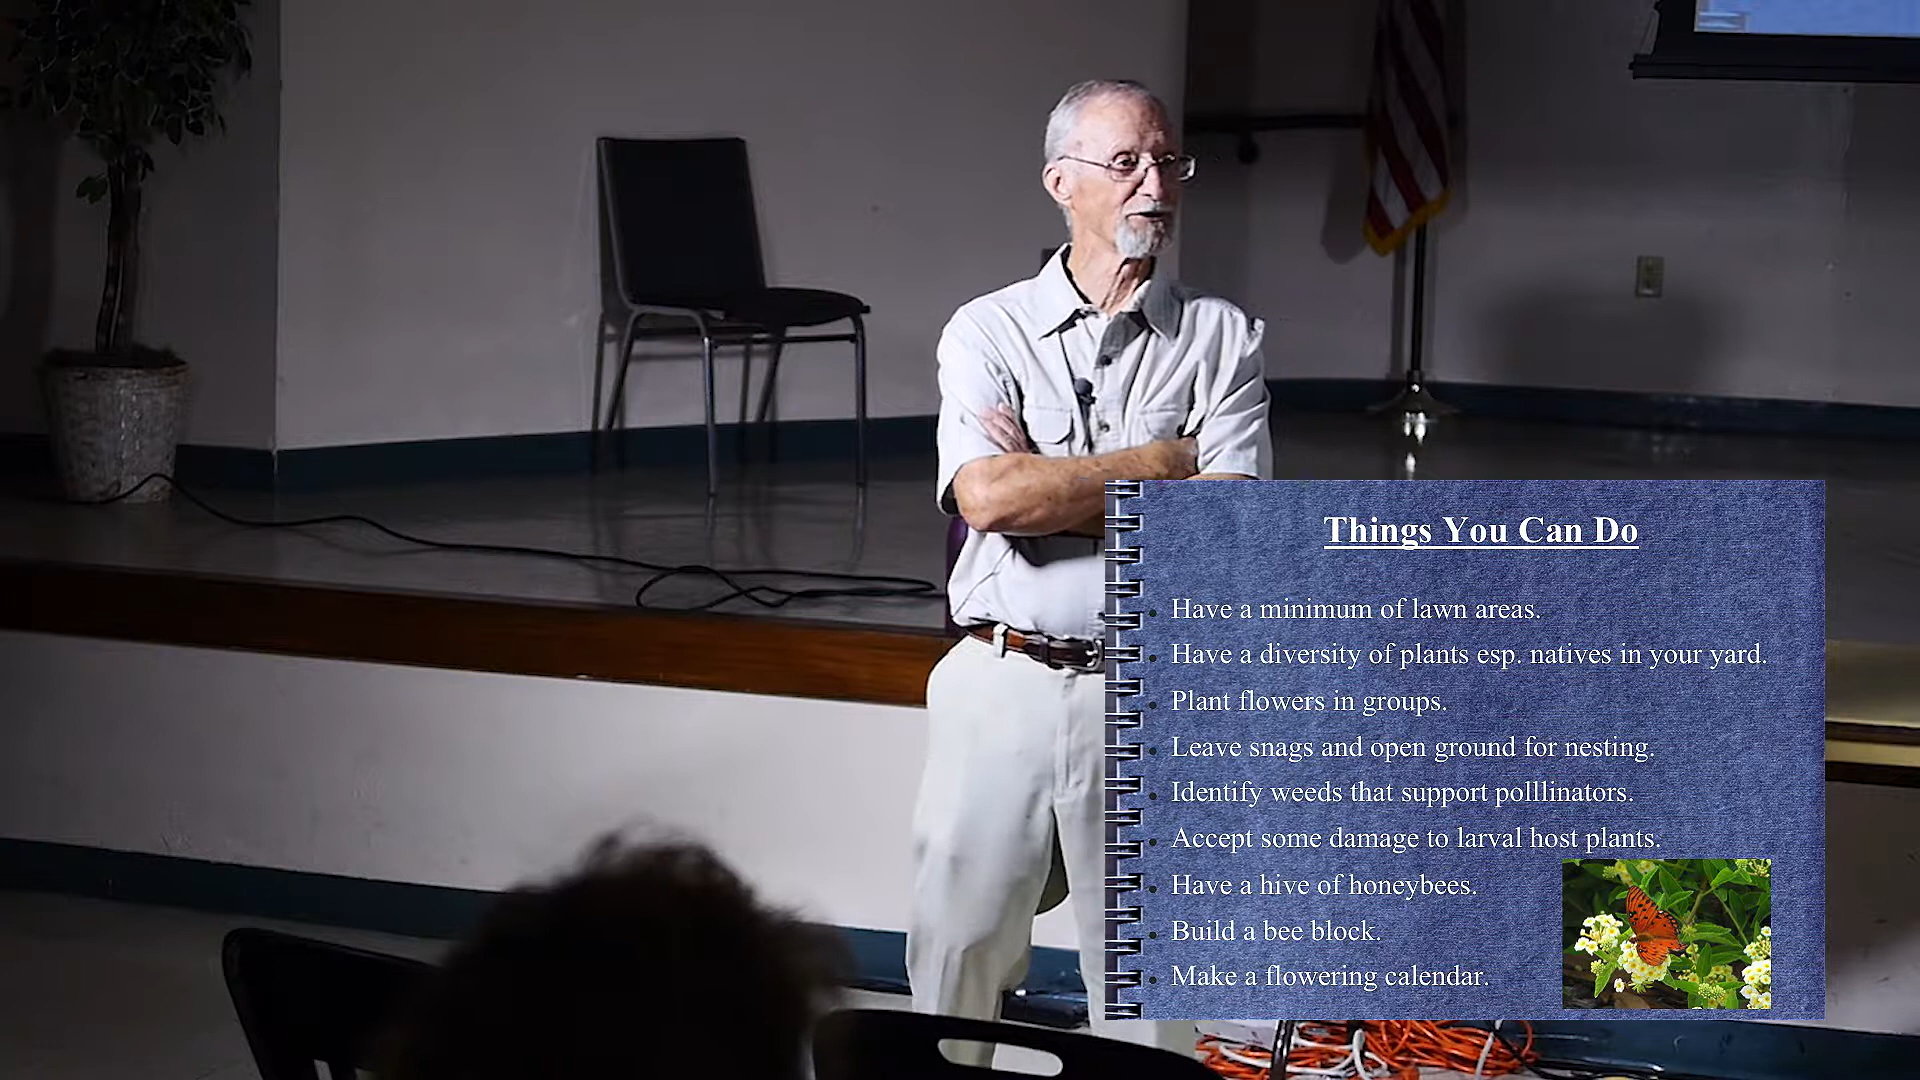 Things You Can Do
Have a minimum of lawn areas.
Have a diversity of plants esp. natives in your yard.
Plant flowers in groups.
Leave snags and open ground for nesting.
Identify weeds that support polllinators.
Accept some damage to larval host plants.
Have a hive of honeybees.
Build a bee block.
Make a flowering calendar.